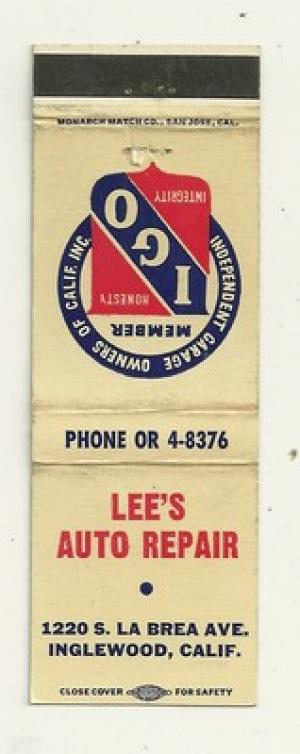 MONARCH MATCH CO., SAN JOSE, CAL.
INTEGRITY
IGO
HONESTY
MEMBER
INDEPENDENT GARAGE OWNERS OF CALIF. INC.
PHONE OR 4-8376
LEE'S
AUTO REPAIR
1220 S. LA BREA AVE.
INGLEWOOD, CALIF.
CLOSE COVER FOR SAFETY